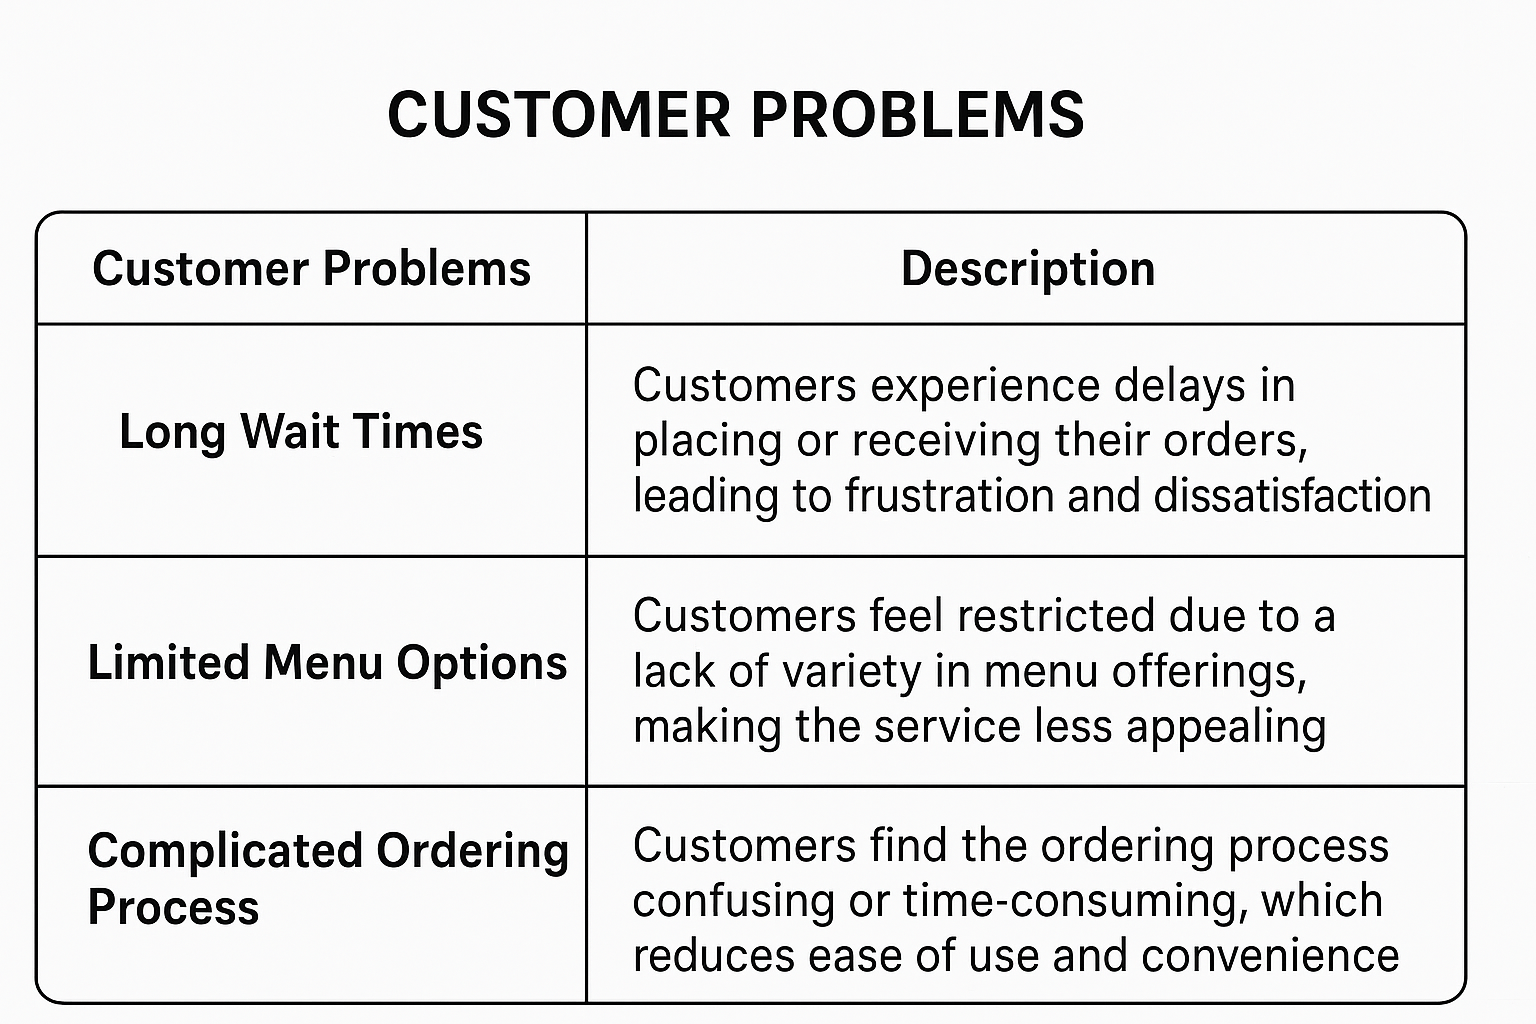 CUSTOMER PROBLEMS
Customer Problems
Description
Long Wait Times
Customers experience delays in
placing or receiving their orders,
leading to frustration and dissatisfaction
Limited Menu Options
Customers feel restricted due to a
lack of variety in menu offerings,
making the service less appealing
Complicated Ordering
Process
Customers find the ordering process
confusing or time-consuming, which
reduces ease of use and convenience